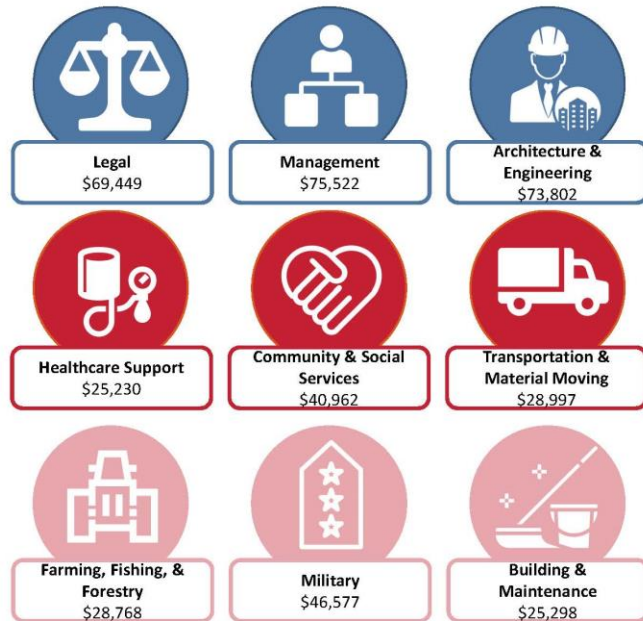 Legal
$69,449
Management
$75,522
Architecture &
Engineering
$73,802
Healthcare Support
$25,230
Community & Social
Services
$40,962
Transportation &
Material Moving
$28,997
Farming, Fishing, &
Forestry
$28,768
Military
$46,577
Building &
Maintenance
$25,298